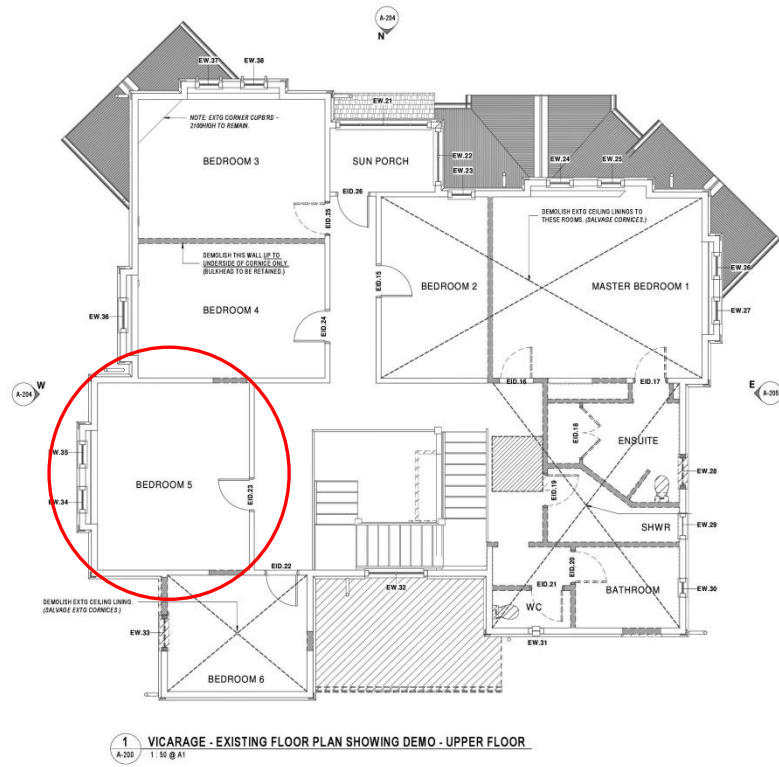 A-204
N
EW.37
EW.38
EW.21
NOTE: EXTG CORNER CUPB'RD ~
2100HIGH TO REMAIN.
BEDROOM 3
SUN PORCH
EW.22
EW.23
EW.24
EW.25
EID.26
EID.25
DEMOLISH EXTG CEILING LININGS TO
THESE ROOMS. (SALVAGE CORNICES.)
DEMOLISH THIS WALL UP TO
UNDERSIDE OF CORNICE ONLY.
(BULKHEAD TO BE RETAINED.)
EID.15
EW.26
BEDROOM 2
MASTER BEDROOM 1
BEDROOM 4
EW.36
EID.24
EW.27
W
A-204
EID.16
EID.17
E
A-205
EID.18
ENSUITE
EW.35
BEDROOM 5
EW.28
EW.34
EID.23
EID.19
SHWR
EW.29
EID.22
EID.20
EW.32
EID.21
BATHROOM
EW.30
DEMOLISH EXTG CEILING LINING.
(SALVAGE EXTG CORNICES.)
WC
EW.33
EW.31
BEDROOM 6
1
A-200
VICARAGE - EXISTING FLOOR PLAN SHOWING DEMO - UPPER FLOOR
1 : 50 @ A1